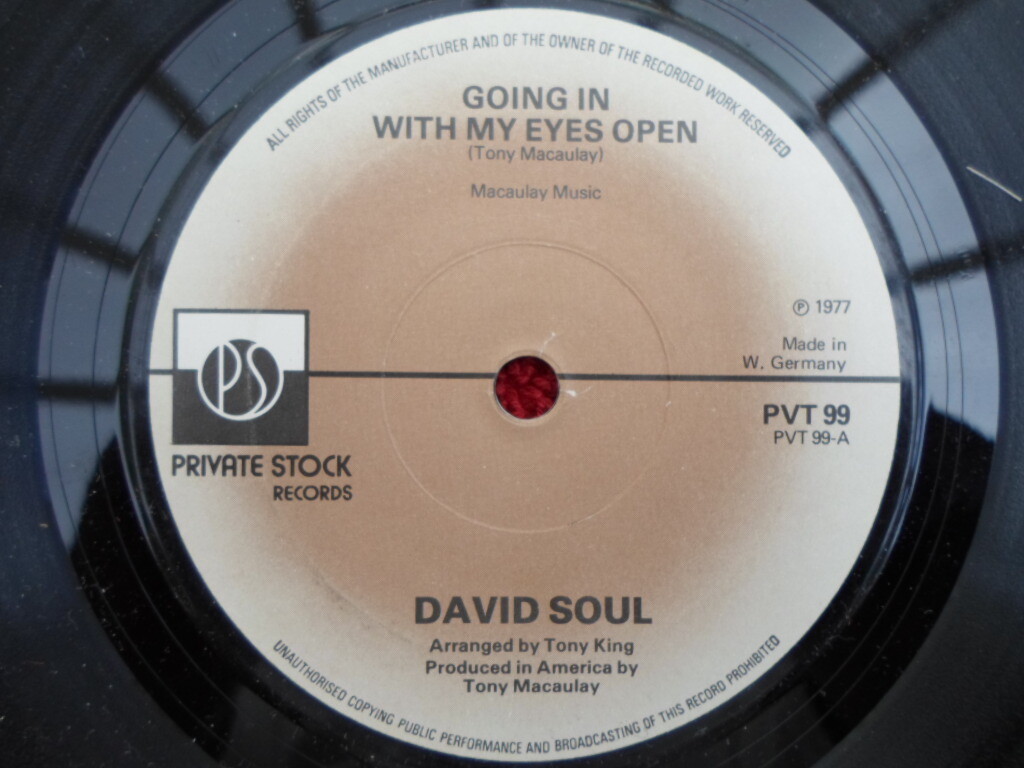 ALL RIGHTS OF THE MANUFACTURER AND OF THE OWNER OF THE RECORDED WORK RESERVED
GOING IN
WITH MY EYES OPEN
(Tony Macaulay)
Macaulay Music
℗ 1977
Made in
W. Germany
PS
PVT 99
PVT 99-A
PRIVATE STOCK
RECORDS
DAVID SOUL
Arranged by Tony King
Produced in America by
Tony Macaulay
UNAUTHORISED COPYING PUBLIC PERFORMANCE AND BROADCASTING OF THIS RECORD PROHIBITED